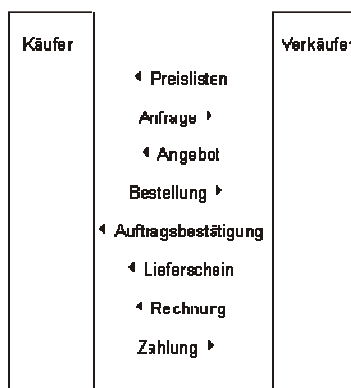 Käufer
Verkäufer
Preislisten
Anfrage
Angebot
Bestellung
Auftragsbestätigung
Lieferschein
Rechnung
Zahlung